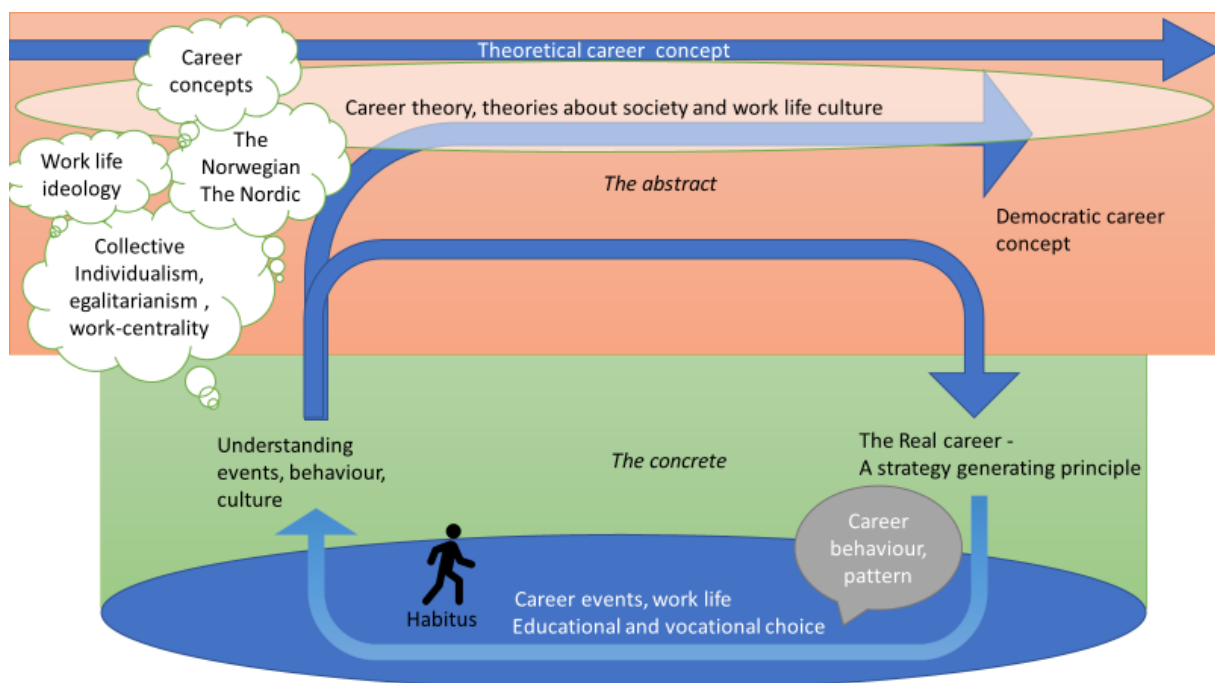 Theoretical career concept
Career
concepts
Career theory, theories about society and work life culture
The
Norwegian
The Nordic
Work life
ideology
The abstract
Democratic career
concept
Collective
Individualism,
egalitarianism ,
work-centrality
Understanding
events, behaviour,
culture
The concrete
The Real career -
A strategy generating principle
Career
behaviour,
pattern
Habitus
Career events, work life
Educational and vocational choice